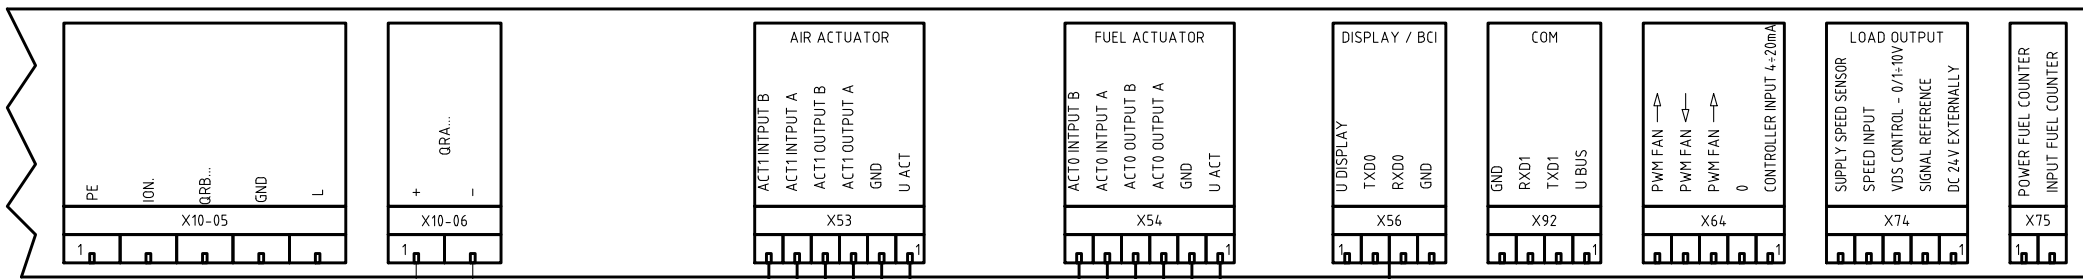 PE
ION.
QRB...
GND
L
X10-05
1
QRA...
+
-
X10-06
1
AIR ACTUATOR
ACT1 INTPUT B
ACT1 INTPUT A
ACT1 OUTPUT B
ACT1 OUTPUT A
GND
U ACT
X53
1
FUEL ACTUATOR
ACT0 INTPUT B
ACT0 INTPUT A
ACT0 OUTPUT B
ACT0 OUTPUT A
GND
U ACT
X54
1
DISPLAY / BCI
U DISPLAY
TXD0
RXD0
GND
X56
1
COM
GND
RXD1
TXD1
U BUS
X92
1
PWM FAN
PWM FAN
PWM FAN
0
CONTROLLER INPUT 4÷20mA
X64
1
LOAD OUTPUT
SUPPLY SPEED SENSOR
SPEED INPUT
VDS CONTROL - 0/1÷10V
SIGNAL REFERENCE
DC 24V EXTERNALLY
X74
1
POWER FUEL COUNTER
INPUT FUEL COUNTER
X75
1